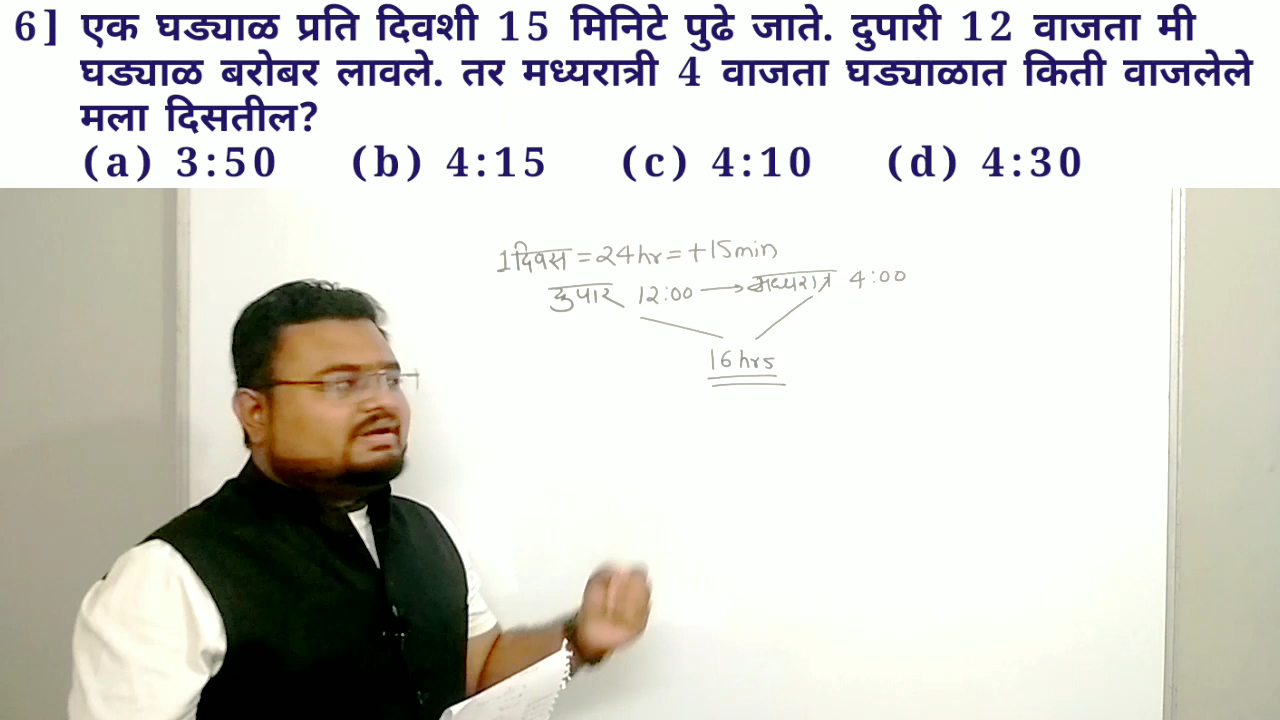 6] एक घड्याळ प्रति दिवशी 15 मिनिटे पुढे जाते. दुपारी 12 वाजता मी
घड्याळ बरोबर लावले. तर मध्यरात्री 4 वाजता घड्याळात किती वाजलेले
मला दिसतील?
(a) 3:50 (b) 4:15 (c) 4:10 (d) 4:30
1दिवस = 24hr = +15min
दुपार 12:00 → मध्यरात्र 4:00
16 hrs